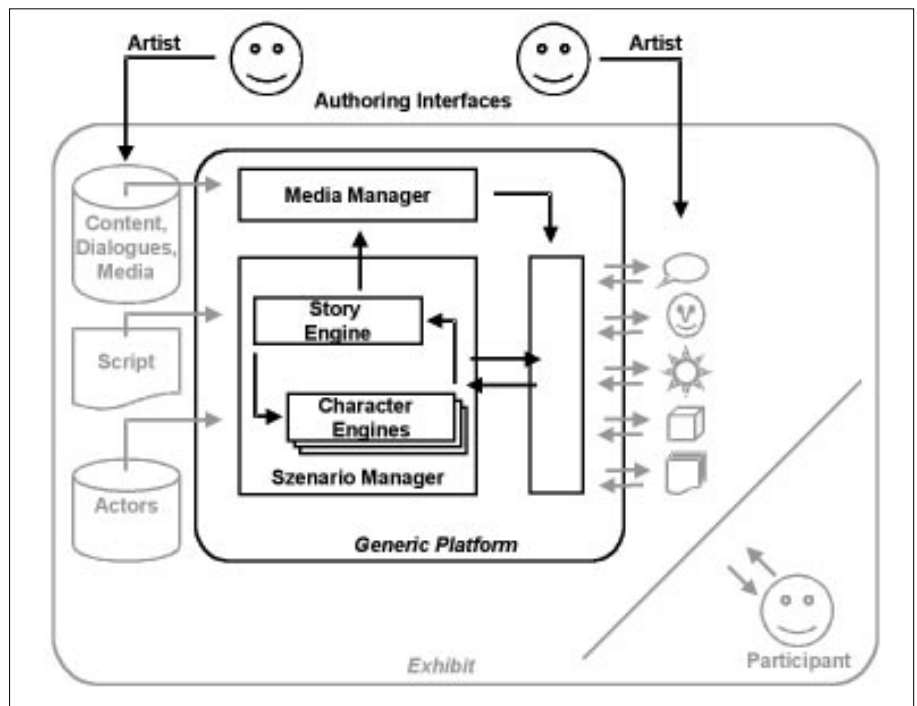 Artist
Artist
Authoring Interfaces
Media Manager
Content,
Dialogues,
Media
Story
Engine
Script
Character
Engines
Szenario Manager
Actors
Generic Platform
Exhibit
Participant